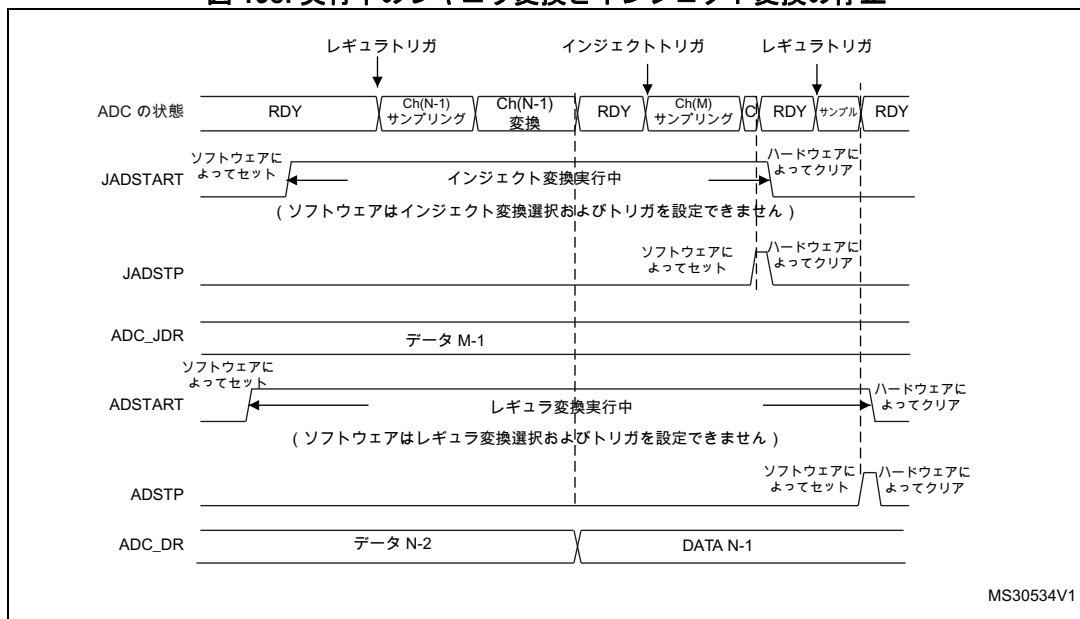 レギュラトリガ インジェクトトリガ レギュラトリガ
ADC の状態 RDY Ch(N-1) サンプリング Ch(N-1) 変換 RDY Ch(M) サンプリング C RDY サンプル RDY
JADSTART
ソフトウェアに
よってセット
インジェクト変換実行中
ハードウェアに
よってクリア
(ソフトウェアはインジェクト変換選択およびトリガを設定できません)
JADSTP
ソフトウェアに
よってセット
ハードウェアに
よってクリア
ADC_JDR データ M-1
ADSTART
ソフトウェアに
よってセット
レギュラ変換実行中
ハードウェアに
よってクリア
(ソフトウェアはレギュラ変換選択およびトリガを設定できません)
ADSTP
ソフトウェアに
よってセット
ハードウェアに
よってクリア
ADC_DR データ N-2 DATA N-1
MS30534V1